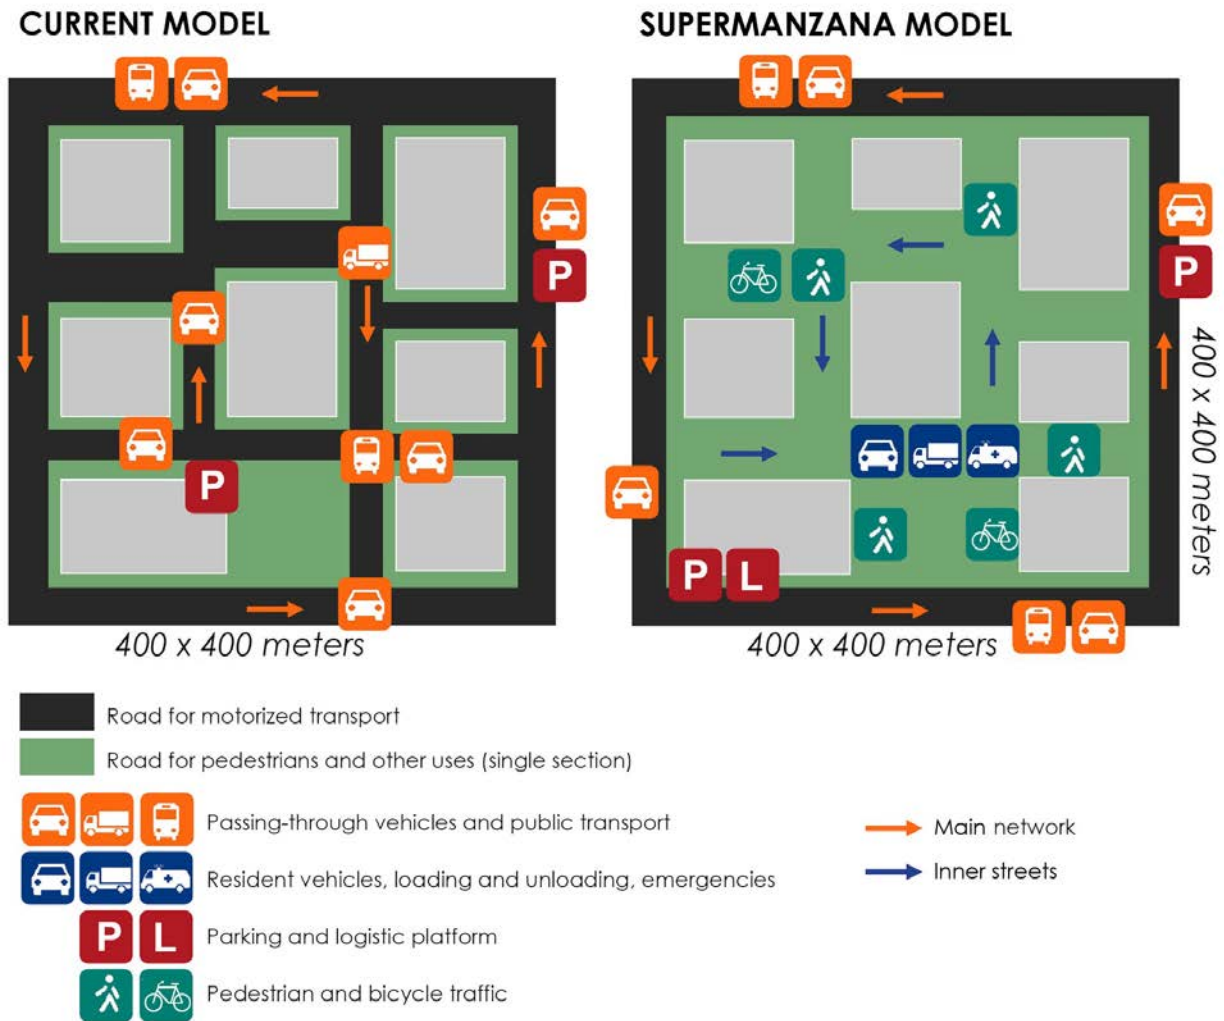 CURRENT MODEL
SUPERMANZANA MODEL
P
P
400 x 400 meters
P
P L
400 x 400 meters
400 x 400 meters
Road for motorized transport
Road for pedestrians and other uses (single section)
Passing-through vehicles and public transport
Resident vehicles, loading and unloading, emergencies
P L Parking and logistic platform
Pedestrian and bicycle traffic
Main network
Inner streets